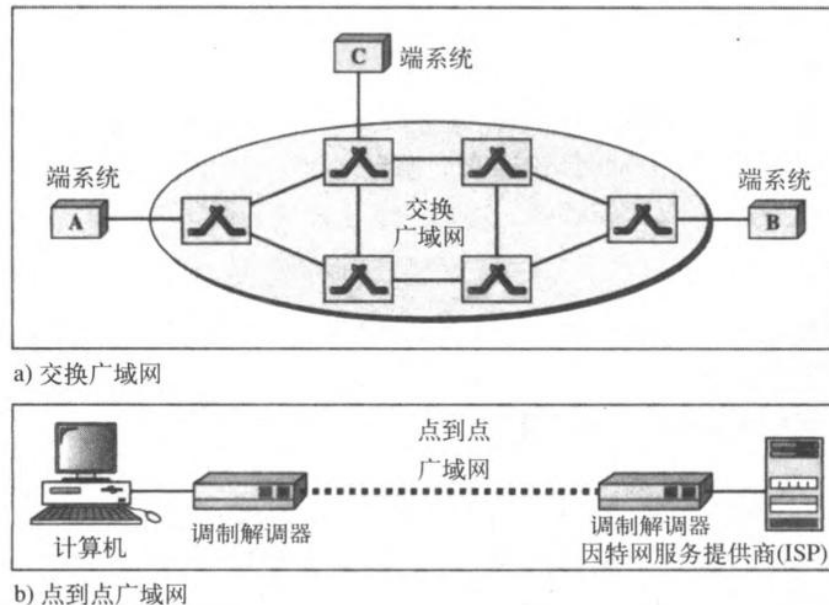 C
端系统
端系统
A
交换
广域网
端系统
B
a) 交换广域网
点到点
广域网
计算机
调制解调器
调制解调器
因特网服务提供商(ISP)
b) 点到点广域网